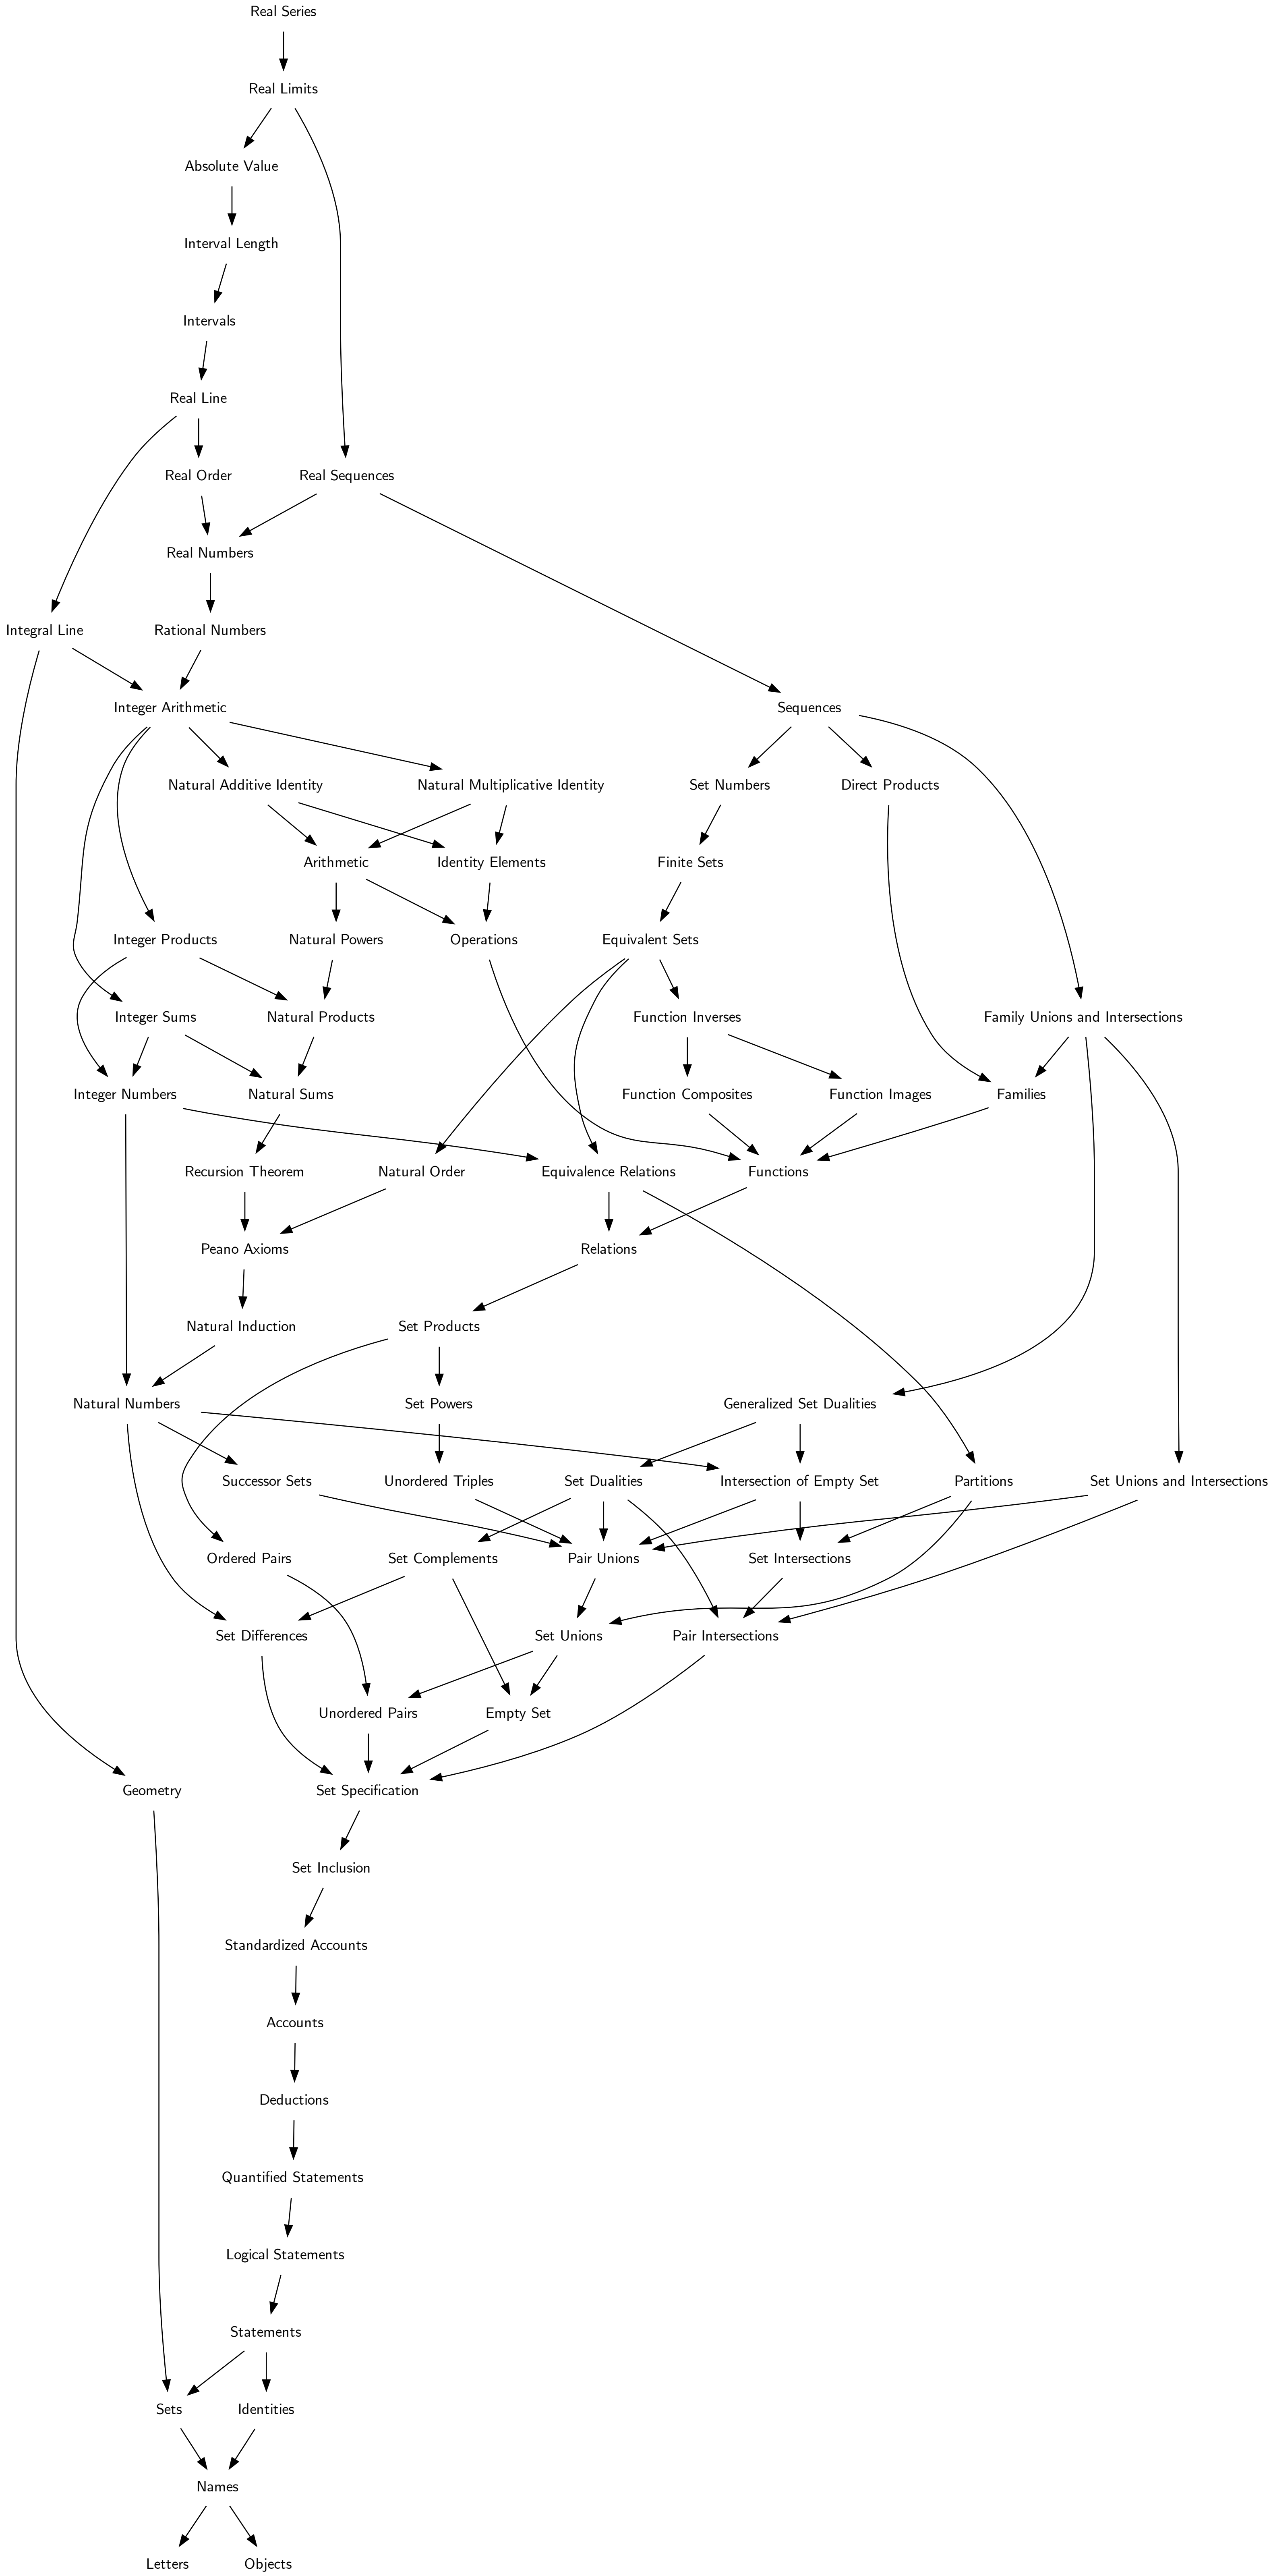 Real Series
Real Limits
Absolute Value
Interval Length
Intervals
Real Line
Real Order
Real Sequences
Real Numbers
Integral Line
Rational Numbers
Integer Arithmetic
Sequences
Natural Additive Identity
Natural Multiplicative Identity
Set Numbers
Direct Products
Arithmetic
Identity Elements
Finite Sets
Integer Products
Natural Powers
Operations
Equivalent Sets
Integer Sums
Natural Products
Function Inverses
Family Unions and Intersections
Integer Numbers
Natural Sums
Function Composites
Function Images
Families
Recursion Theorem
Natural Order
Equivalence Relations
Functions
Peano Axioms
Relations
Natural Induction
Set Products
Natural Numbers
Set Powers
Generalized Set Dualities
Successor Sets
Unordered Triples
Set Dualities
Intersection of Empty Set
Partitions
Set Unions and Intersections
Ordered Pairs
Set Complements
Pair Unions
Set Intersections
Set Differences
Set Unions
Pair Intersections
Unordered Pairs
Empty Set
Geometry
Set Specification
Set Inclusion
Standardized Accounts
Accounts
Deductions
Quantified Statements
Logical Statements
Statements
Sets
Identities
Names
Letters
Objects